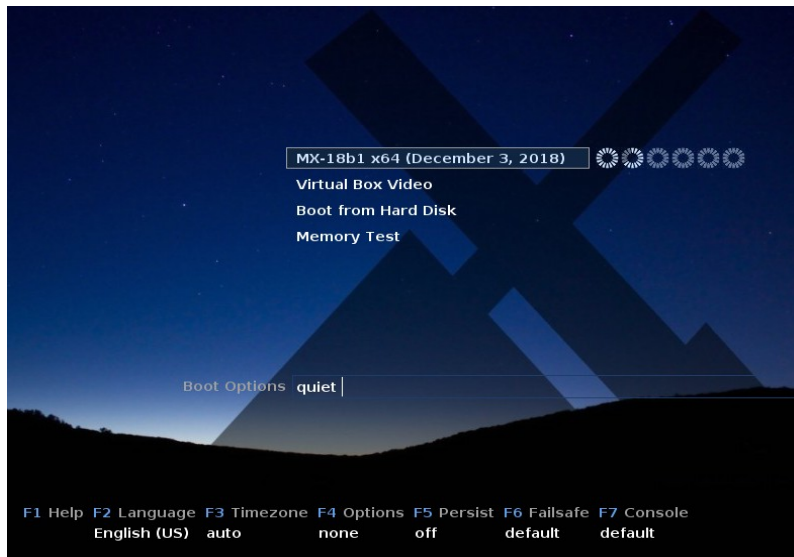 MX-18b1 x64 (December 3, 2018)
Virtual Box Video
Boot from Hard Disk
Memory Test
Boot Options quiet
F1 Help F2 Language F3 Timezone F4 Options F5 Persist F6 Failsafe F7 Console
English (US) auto none off default default